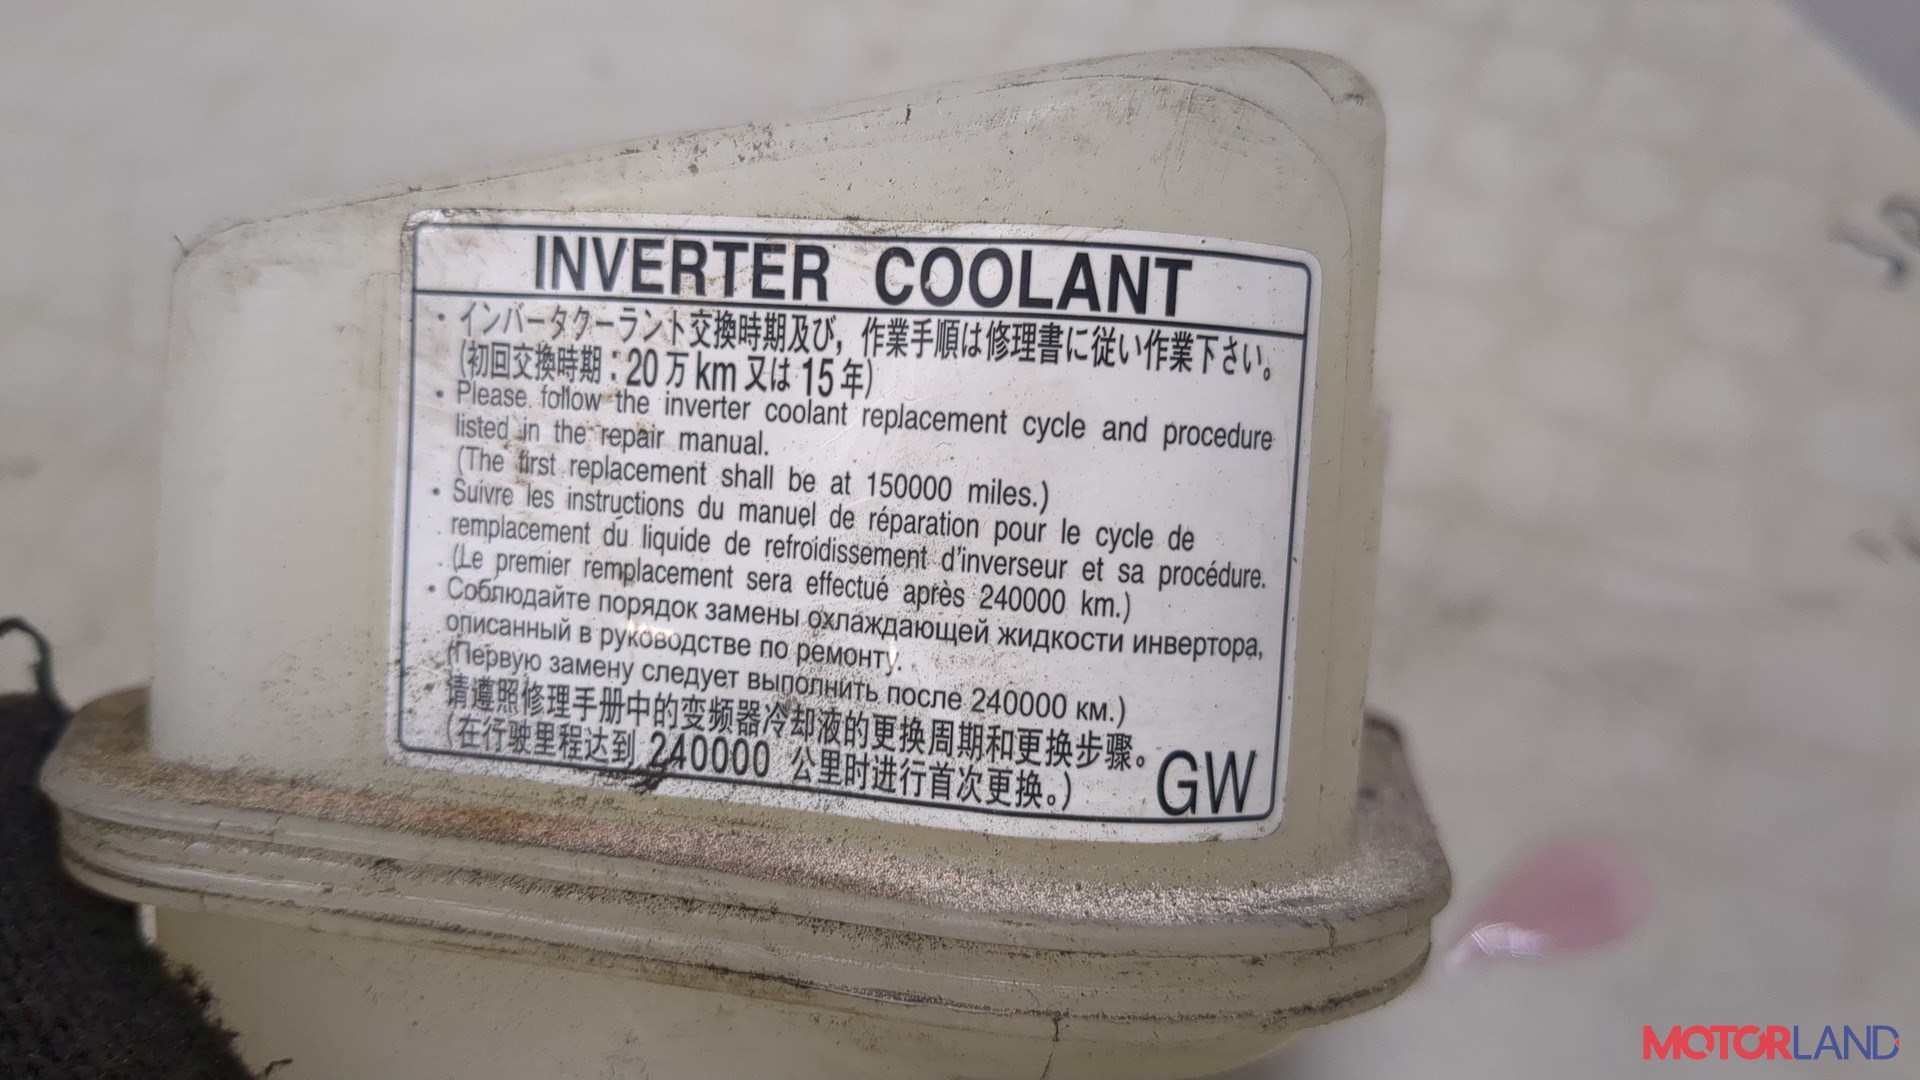 INVERTER COOLANT
・インバータクーラント交換時期及び，作業手順は修理書に従い作業下さい。
(初回交換時期：20万km又は15年)
・Please follow the inverter coolant replacement cycle and procedure
listed in the repair manual.
(The first replacement shall be at 150000 miles.)
・Suivre les instructions du manuel de réparation pour le cycle de
remplacement du liquide de refroidissement d'inverseur et sa procédure.
(Le premier remplacement sera effectué après 240000 km.)
・Соблюдайте порядок замены охлаждающей жидкости инвертора,
описанный в руководстве по ремонту.
(Первую замену следует выполнить после 240000 км.)
请遵照修理手册中的变频器冷却液的更换周期和更换步骤。
(在行驶里程达到 240000 公里时进行首次更换。)
GW
MOTORLAND